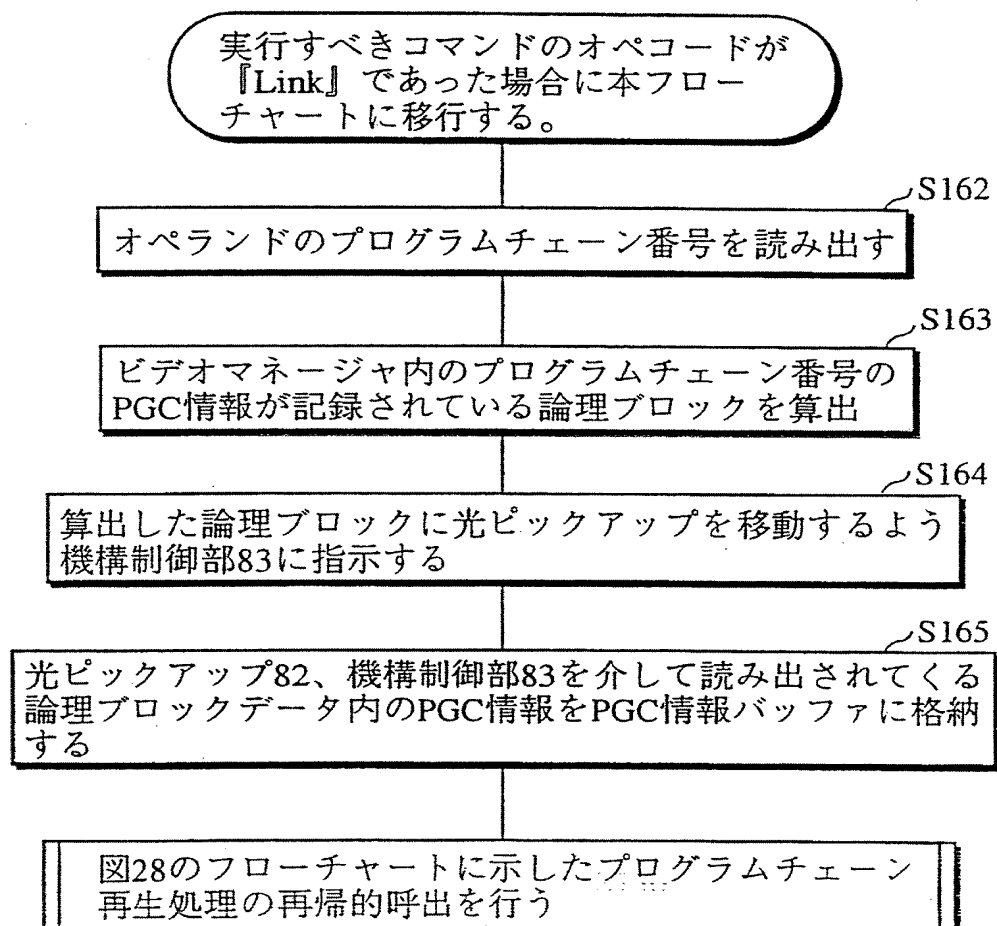 実行すべきコマンドのオペコードが
『Link』であった場合に本フロー
チャートに移行する。
S162
オペランドのプログラムチェーン番号を読み出す
S163
ビデオマネージャ内のプログラムチェーン番号の
PGC情報が記録されている論理ブロックを算出
S164
算出した論理ブロックに光ピックアップを移動するよう
機構制御部83に指示する
S165
光ピックアップ82、機構制御部83を介して読み出されてくる
論理ブロックデータ内のPGC情報をPGC情報バッファに格納
する
図28のフローチャートに示したプログラムチェーン
再生処理の再帰的呼出を行う